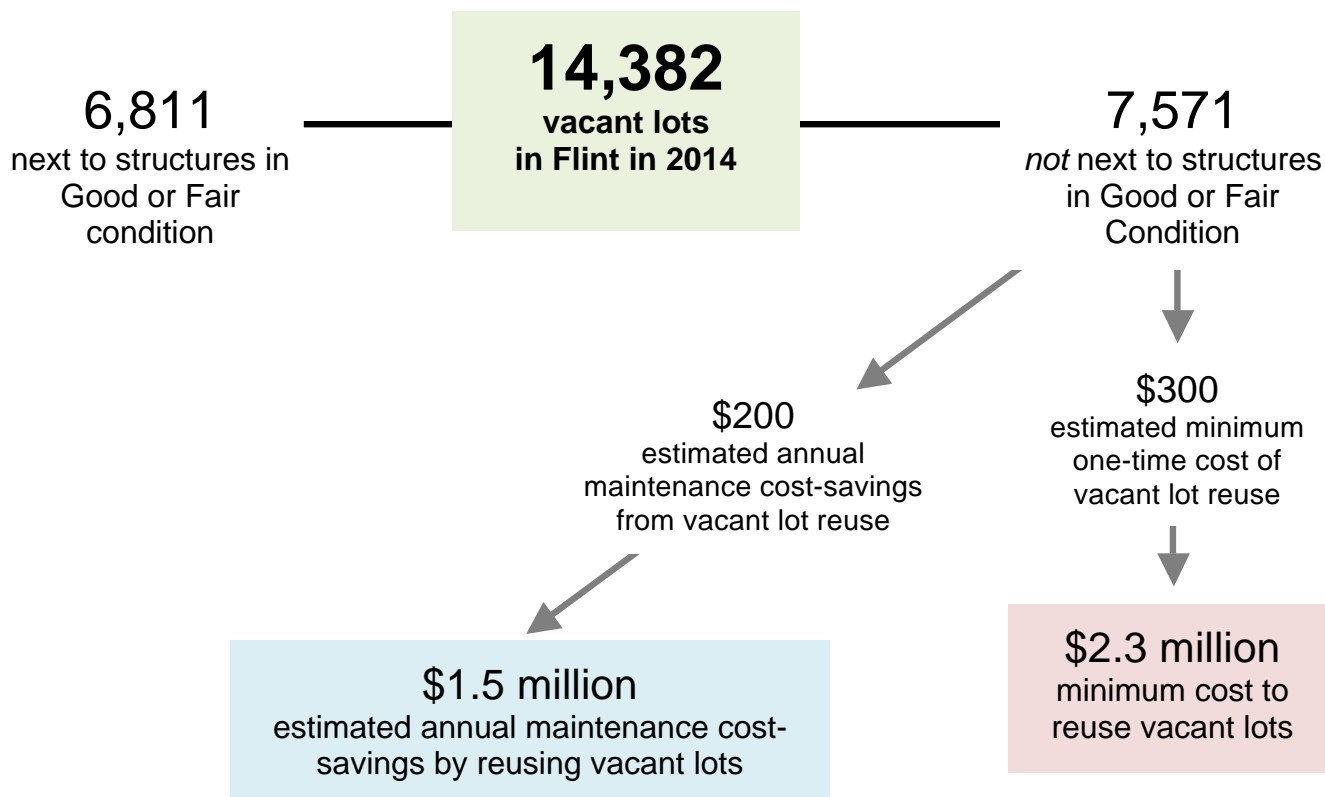 14,382
vacant lots
in Flint in 2014
6,811
next to structures in
Good or Fair
condition
7,571
not next to structures
in Good or Fair
Condition
$200
estimated annual
maintenance cost-savings
from vacant lot reuse
$300
estimated minimum
one-time cost of
vacant lot reuse
$1.5 million
estimated annual maintenance cost-
savings by reusing vacant lots
$2.3 million
minimum cost to
reuse vacant lots